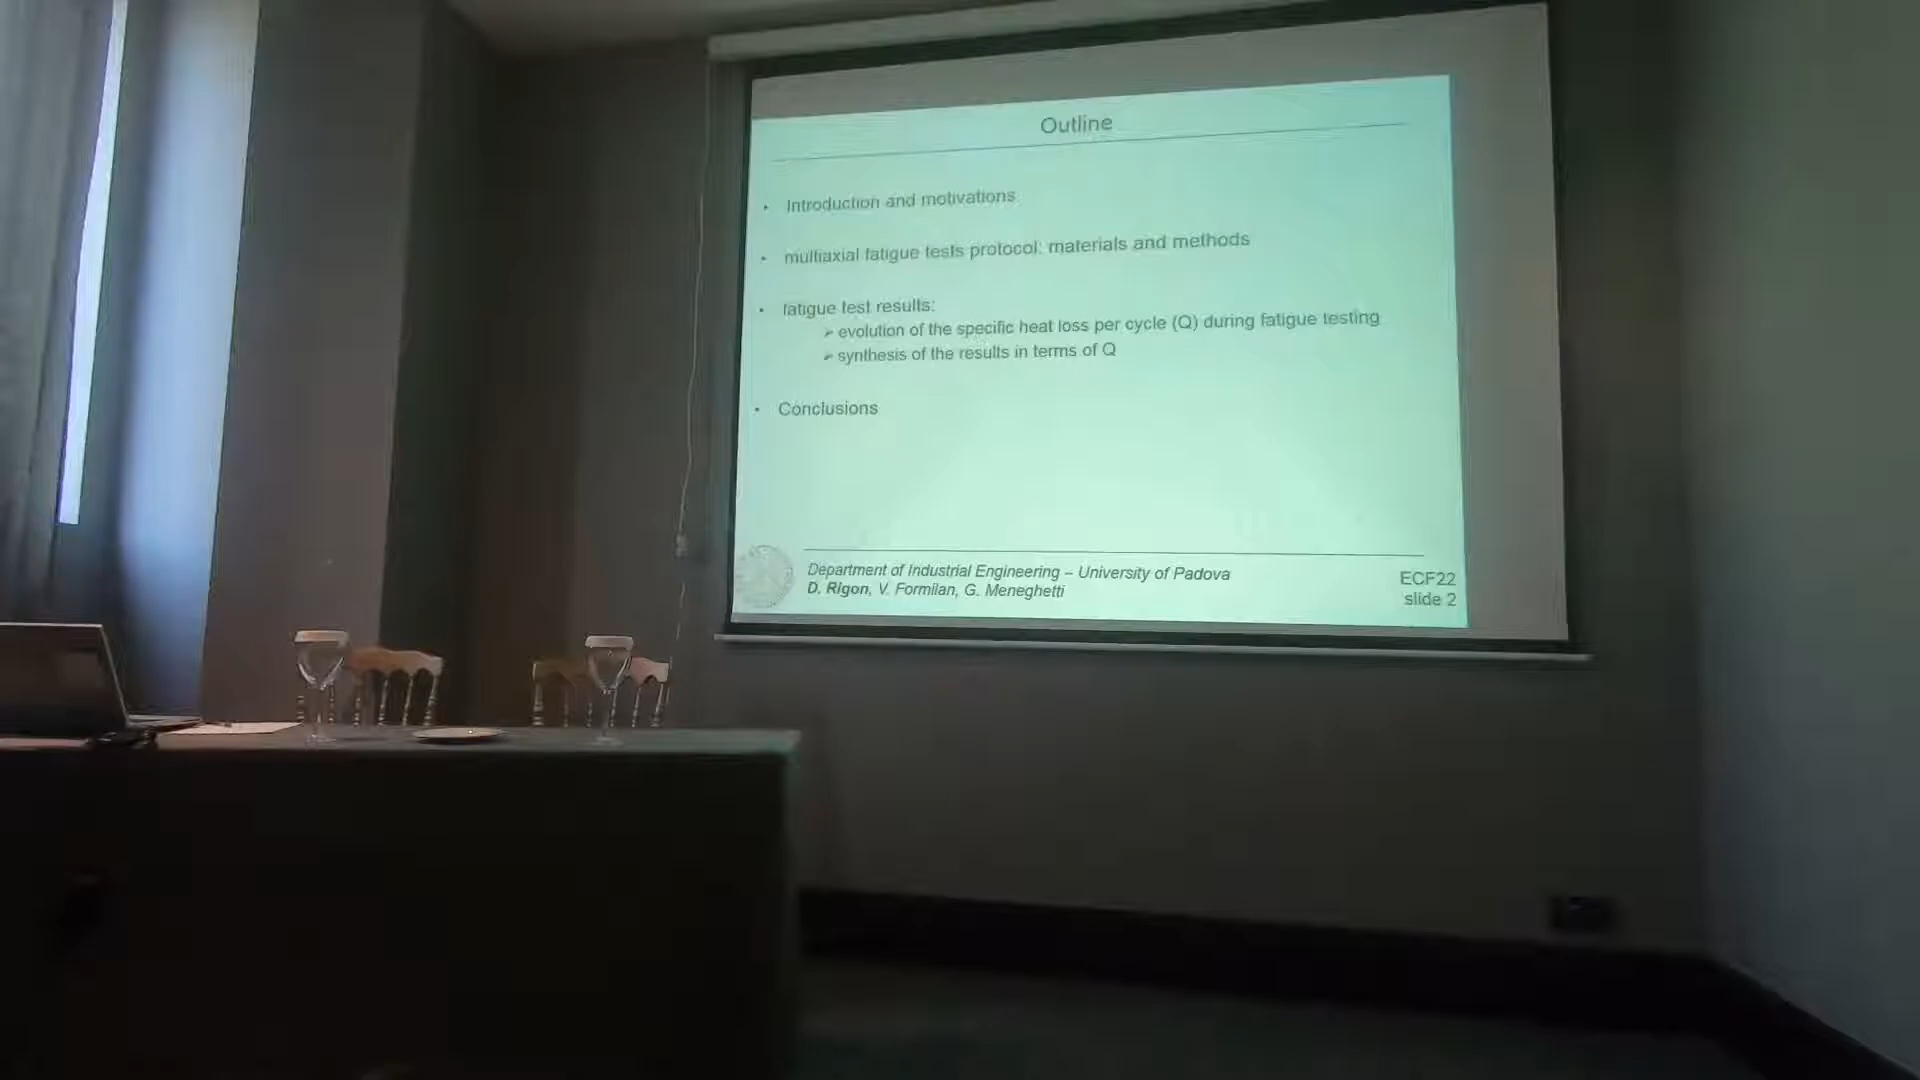 Outline
• Introduction and motivations
• multiaxial fatigue tests protocol: materials and methods
• fatigue test results:
➢ evolution of the specific heat loss per cycle (Q) during fatigue testing
➢ synthesis of the results in terms of Q
• Conclusions
Department of Industrial Engineering – University of Padova
D. Rigon, V. Formilan, G. Meneghetti
ECF22
slide 2